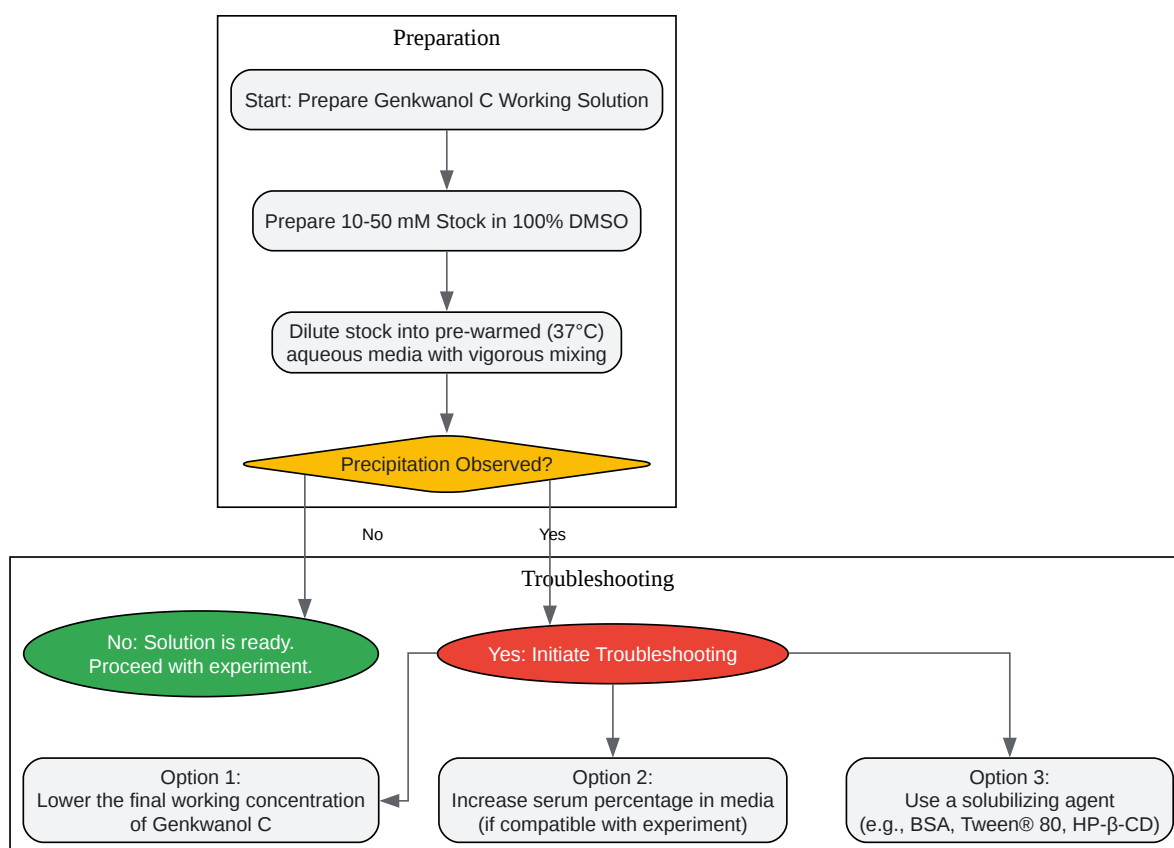 Preparation
Start: Prepare Genkwanol C Working Solution
Prepare 10-50 mM Stock in 100% DMSO
Dilute stock into pre-warmed (37°C)
aqueous media with vigorous mixing
Precipitation Observed?
No
Yes
Troubleshooting
No: Solution is ready.
Proceed with experiment.
Yes: Initiate Troubleshooting
Option 1:
Lower the final working concentration
of Genkwanol C
Option 2:
Increase serum percentage in media
(if compatible with experiment)
Option 3:
Use a solubilizing agent
(e.g., BSA, Tween® 80, HP-β-CD)